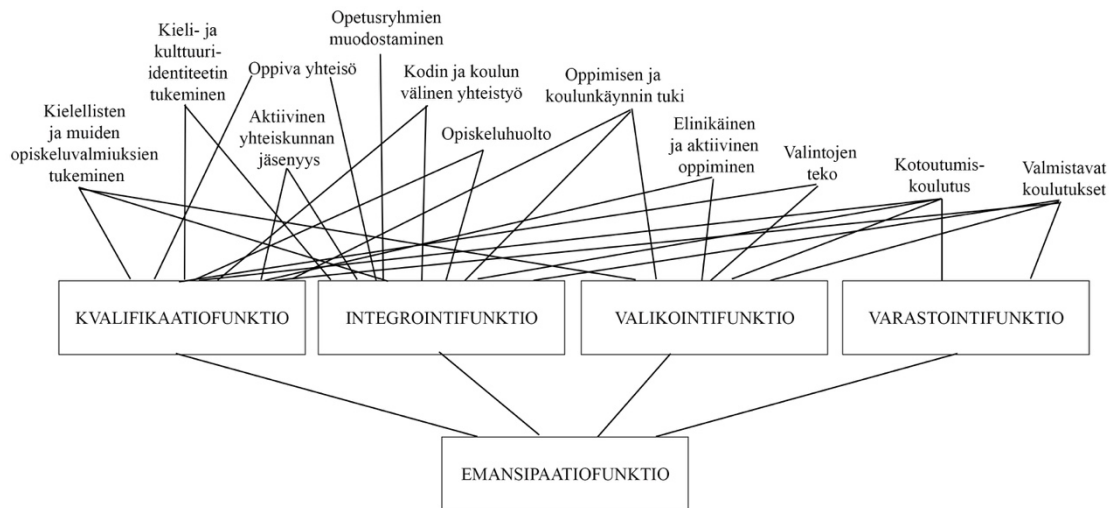 Opetusryhmien
muodostaminen
Kieli- ja
kulttuuri-
identiteetin
tukeminen
Oppiva yhteisö
Kodin ja koulun
välinen yhteistyö
Oppimisen ja
koulunkäynnin tuki
Kielellisten
ja muiden
opiskeluvalmiuksien
tukeminen
Aktiivinen
yhteiskunnan
jäsenyys
Opiskeluhuolto
Elinikäinen
ja aktiivinen
oppiminen
Valintojen
teko
Kotoutumis-
koulutus
Valmistavat
koulutukset
KVALIFIKAATIOFUNKTIO
INTEGROINTIFUNKTIO
VALIKOINTIFUNKTIO
VARASTOINTIFUNKTIO
EMANSIPAATIOFUNKTIO